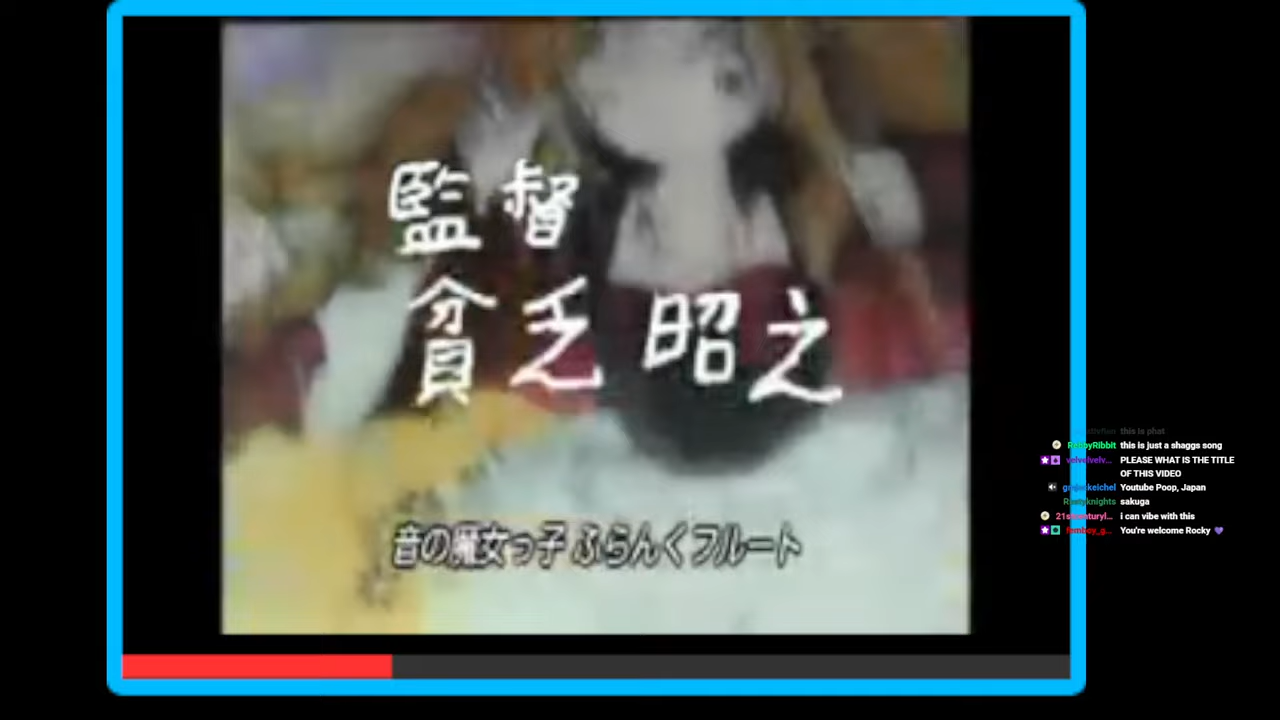 監督
貧乏 昭之
音の魔女っ子 ふらんくフルート
this is phat
this is just a shaggs song
PLEASE WHAT IS THE TITLE
OF THIS VIDEO
Youtube Poop, Japan
sakuga
i can vibe with this
You're welcome Rocky